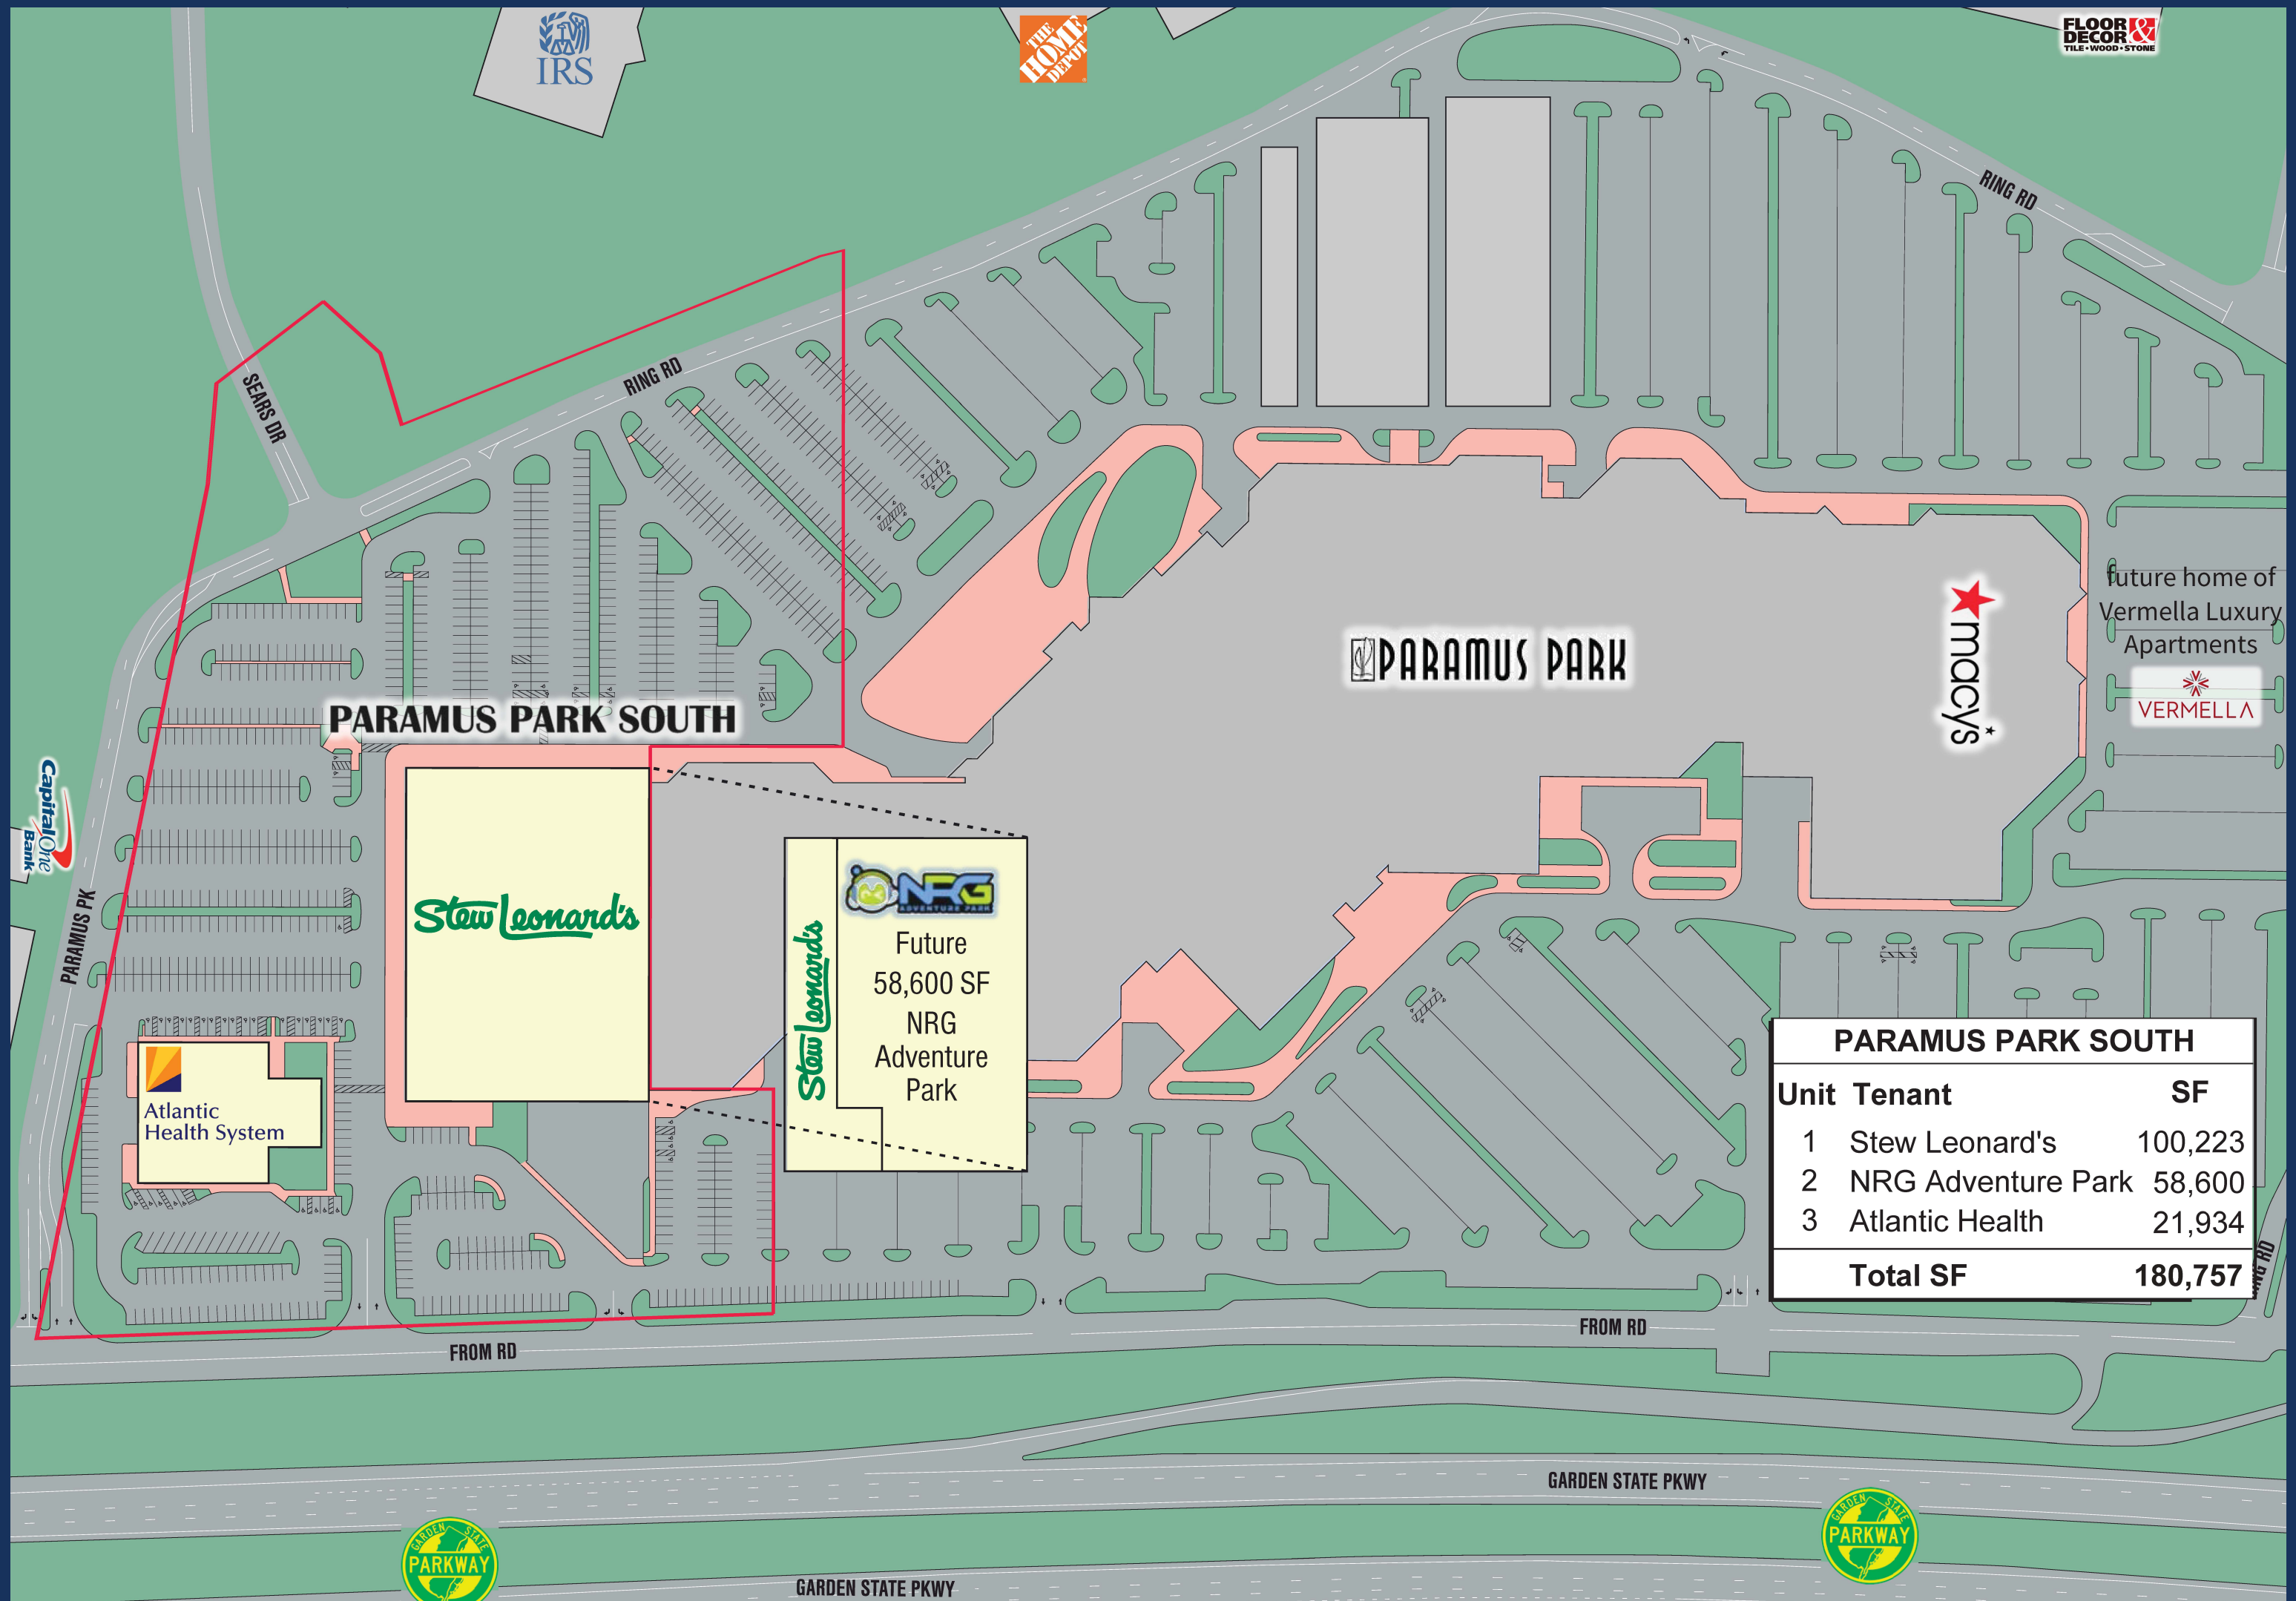 IRS
THE
HOME
DEPOT
FLOOR
& DECOR
TILE • WOOD • STONE
RING RD
SEARS DR
RING RD
future home of
Vermella Luxury
Apartments
VERMELLA
PARAMUS PARK
macys
PARAMUS PARK SOUTH
Capital One
Bank
PARAMUS PK
Stew Leonard's
Stew Leonard's
NRG
ADVENTURE PARK
Future
58,600 SF
NRG
Adventure
Park
Atlantic
Health System
PARAMUS PARK SOUTH
Unit Tenant SF
1 Stew Leonard's 100,223
2 NRG Adventure Park 58,600
3 Atlantic Health 21,934
Total SF 180,757
RD
FROM RD
FROM RD
GARDEN STATE PKWY
GARDEN STATE
PARKWAY
GARDEN STATE
PARKWAY
GARDEN STATE PKWY